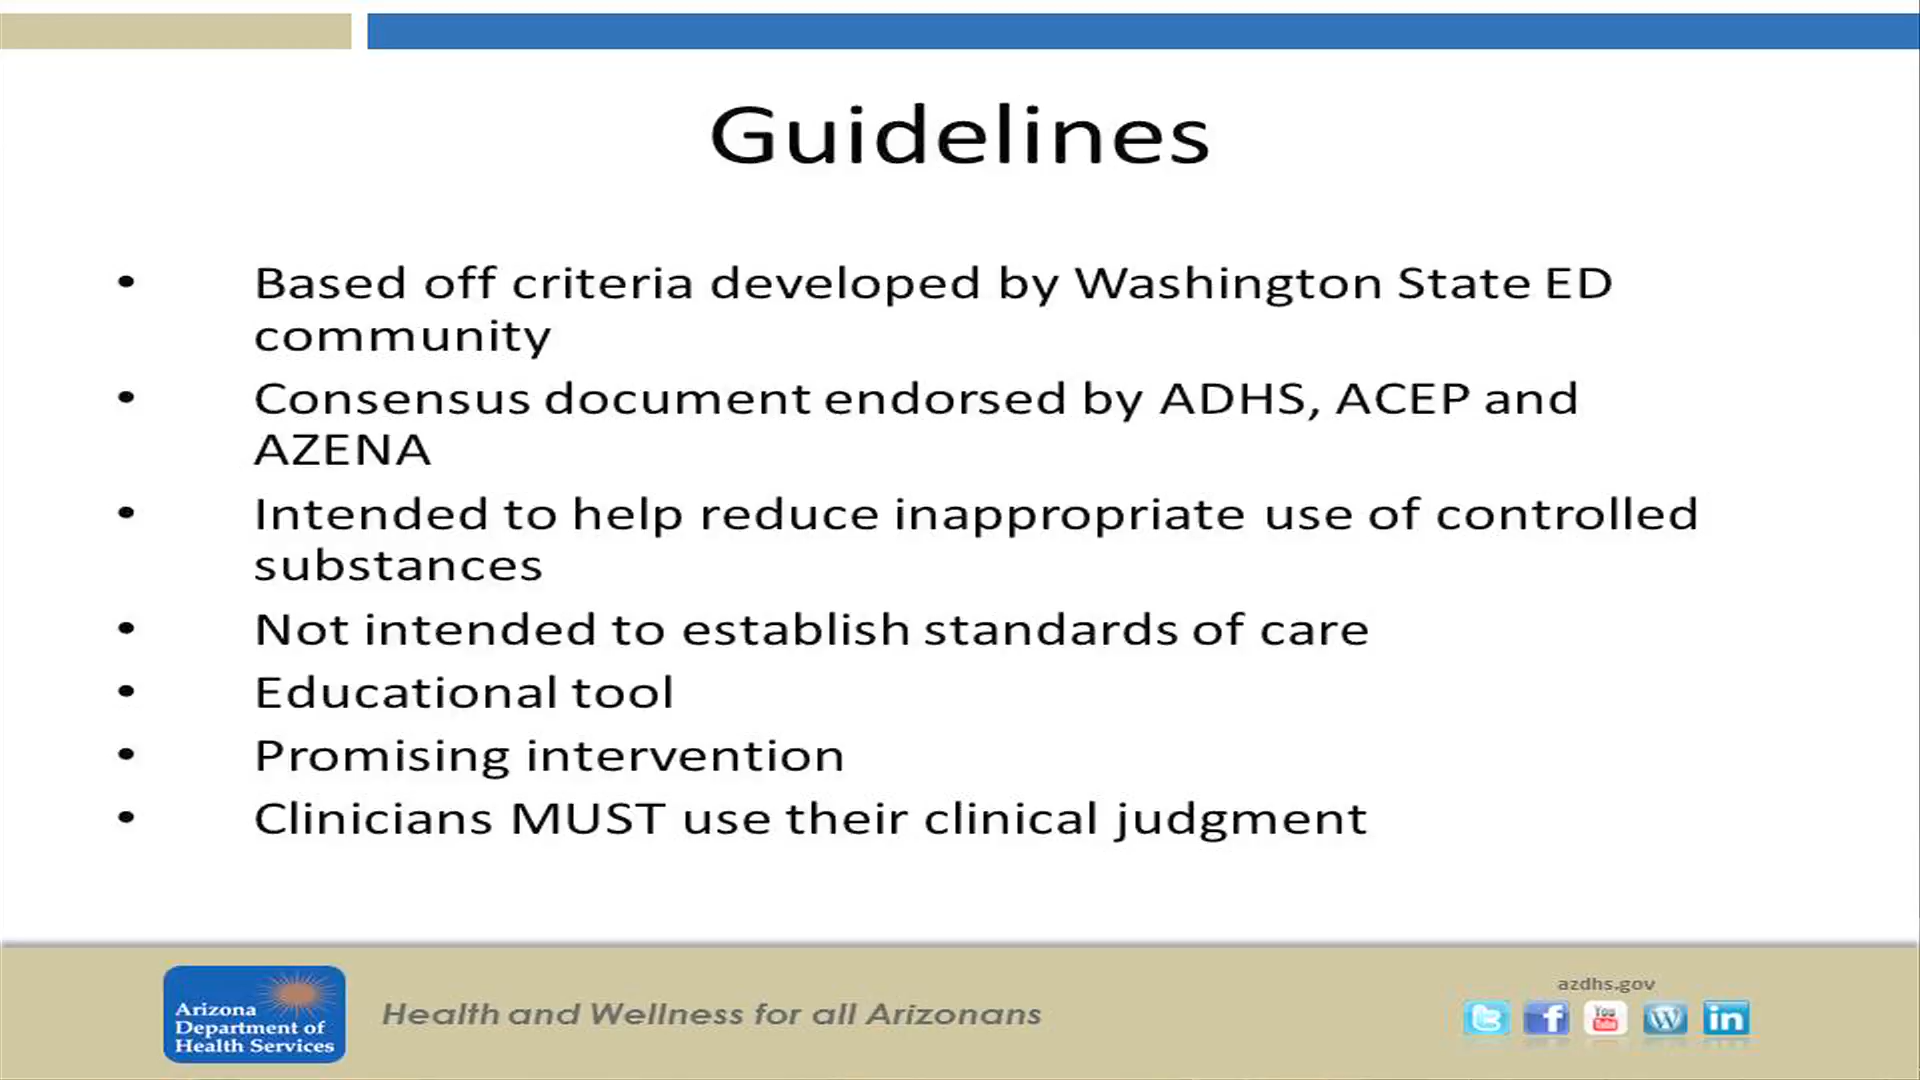 Guidelines
• Based off criteria developed by Washington State ED
community
• Consensus document endorsed by ADHS, ACEP and
AZENA
• Intended to help reduce inappropriate use of controlled
substances
• Not intended to establish standards of care
• Educational tool
• Promising intervention
• Clinicians MUST use their clinical judgment
Arizona
Department of
Health Services
Health and Wellness for all Arizonans
azdhs.gov
You
Tube